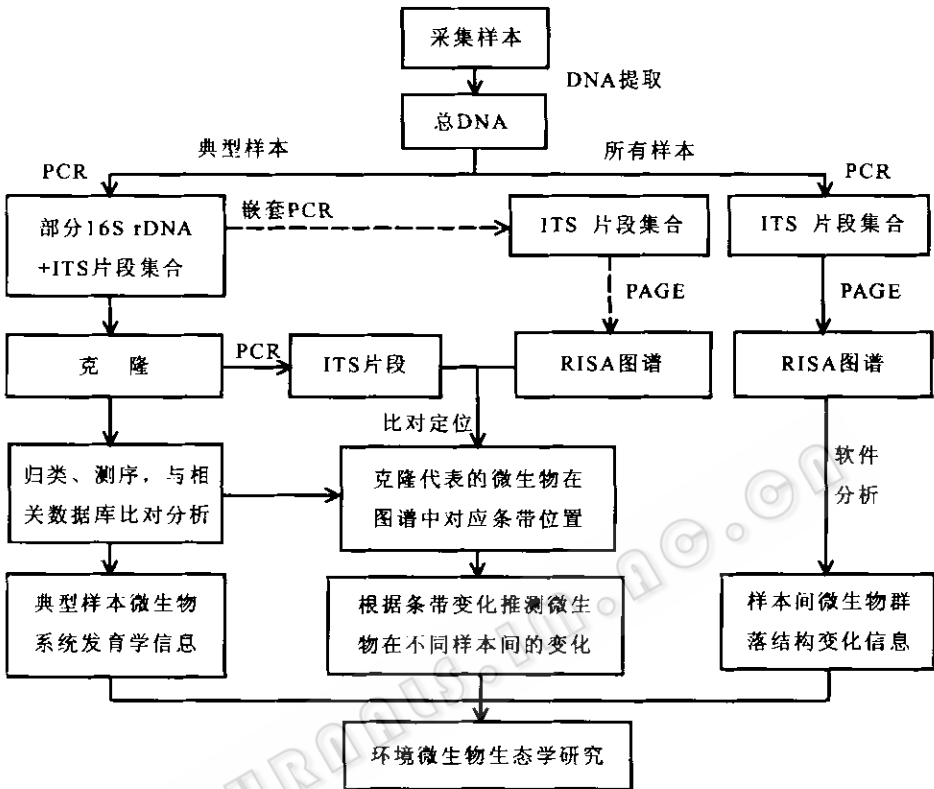 采集样本
DNA提取
总DNA
典型样本
所有样本
PCR
PCR
部分16S rDNA
+ITS片段集合
嵌套PCR
ITS 片段集合
ITS 片段集合
PAGE
PAGE
克 隆
PCR
ITS片段
RISA图谱
RISA图谱
比对定位
软件
分析
归类、测序，与相
关数据库比对分析
克隆代表的微生物在
图谱中对应条带位置
典型样本微生物
系统发育学信息
根据条带变化推测微生
物在不同样本间的变化
样本间微生物群
落结构变化信息
环境微生物生态学研究